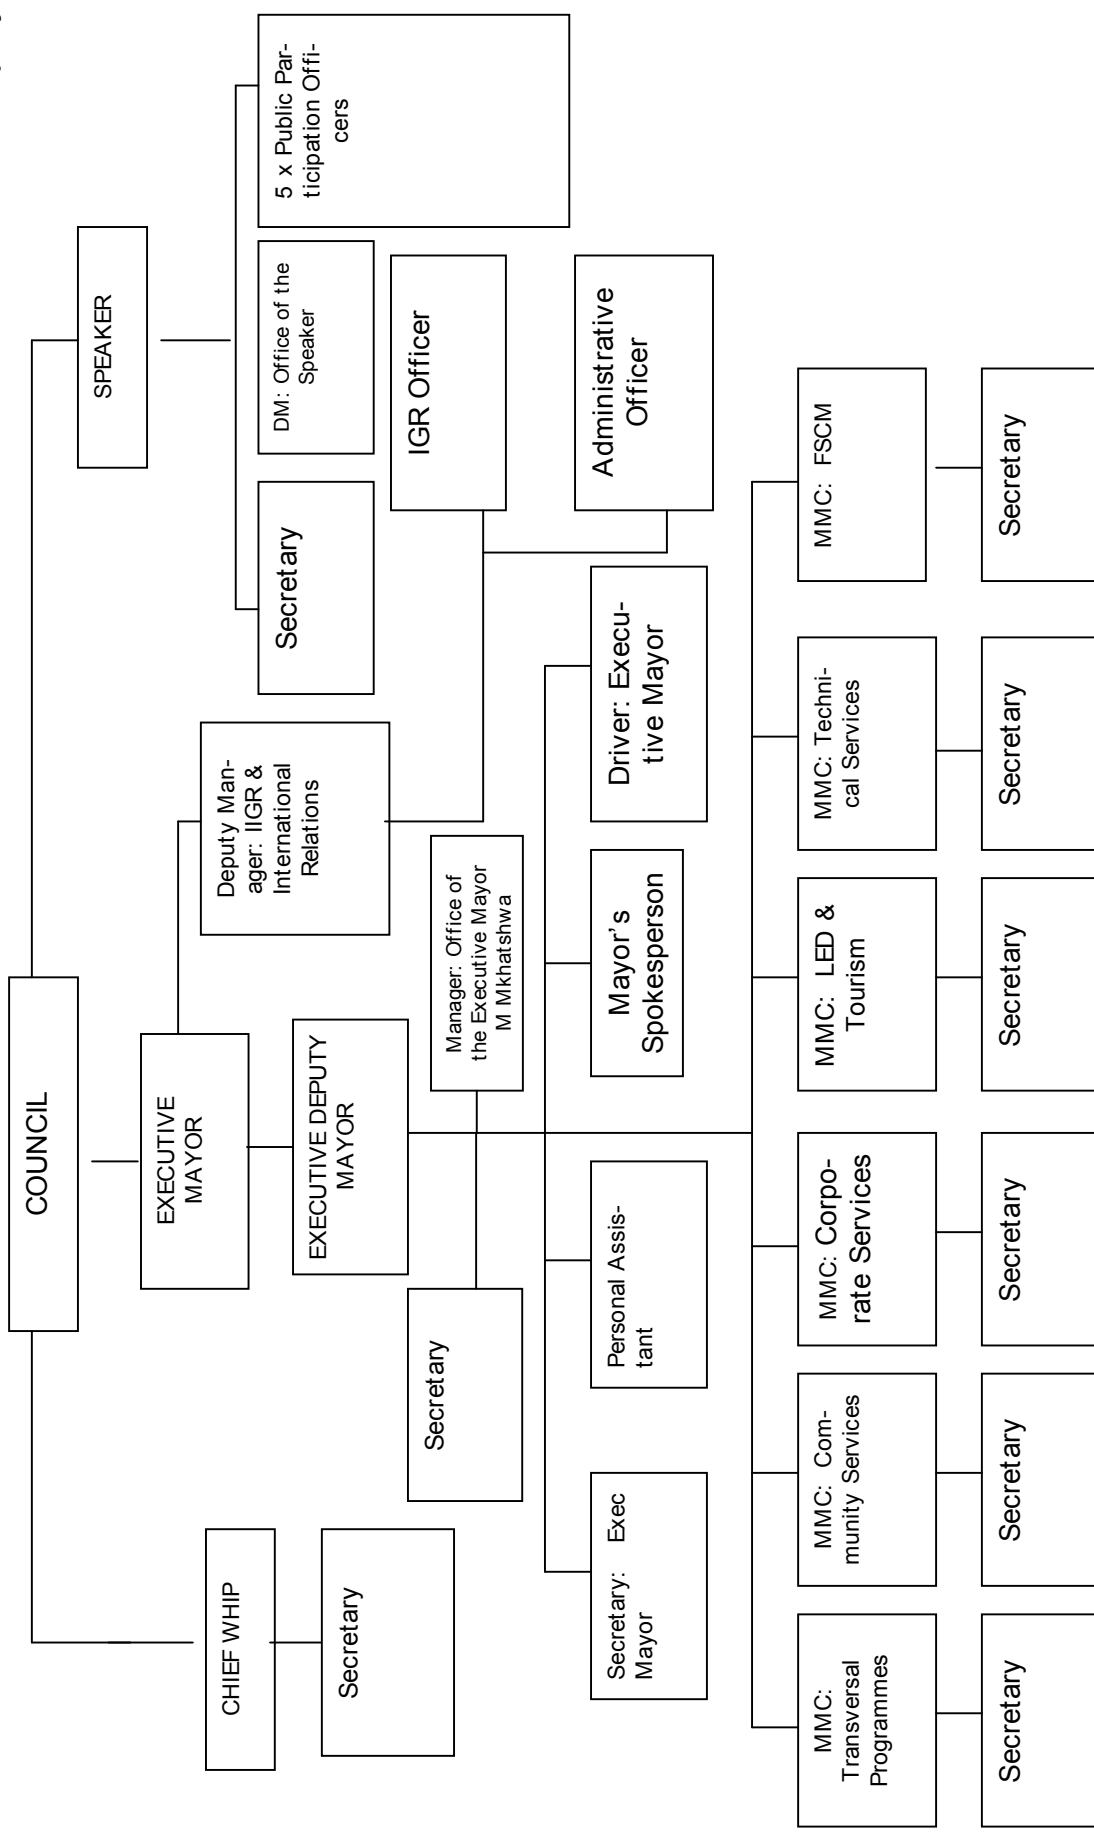 COUNCIL
CHIEF WHIP
Secretary
EXECUTIVE
MAYOR
SPEAKER
Secretary
DM: Office of the
Speaker
5 x Public Par-
ticipation Offi-
cers
Deputy Man-
ager: IIGR &
International
Relations
IGR Officer
Administrative
Officer
EXECUTIVE DEPUTY
MAYOR
Secretary
Manager: Office of
the Executive Mayor
M Mkhatshwa
Secretary: Exec
Mayor
Personal Assis-
tant
Mayor's
Spokesperson
Driver: Execu-
tive Mayor
MMC:
Transversal
Programmes
MMC: Com-
munity Services
MMC: Corpo-
rate Services
MMC: LED &
Tourism
MMC: Techni-
cal Services
MMC: FSCM
Secretary
Secretary
Secretary
Secretary
Secretary
Secretary